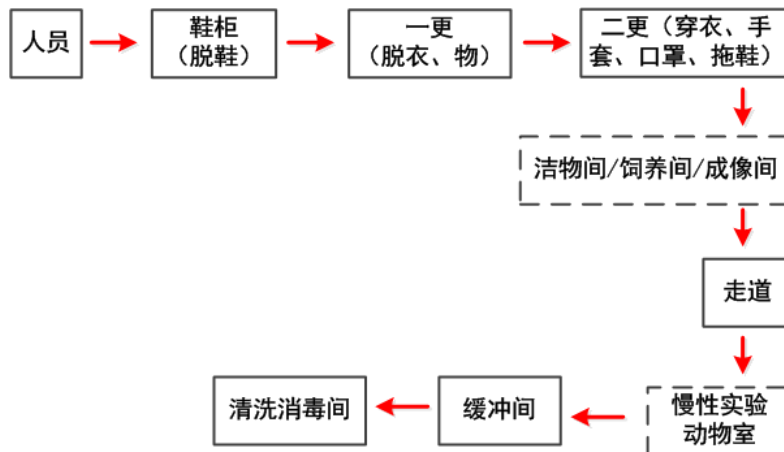 人员
鞋柜
（脱鞋）
一更
（脱衣、物）
二更（穿衣、手
套、口罩、拖鞋）
洁物间/饲养间/成像间
走道
慢性实验
动物室
缓冲间
清洗消毒间